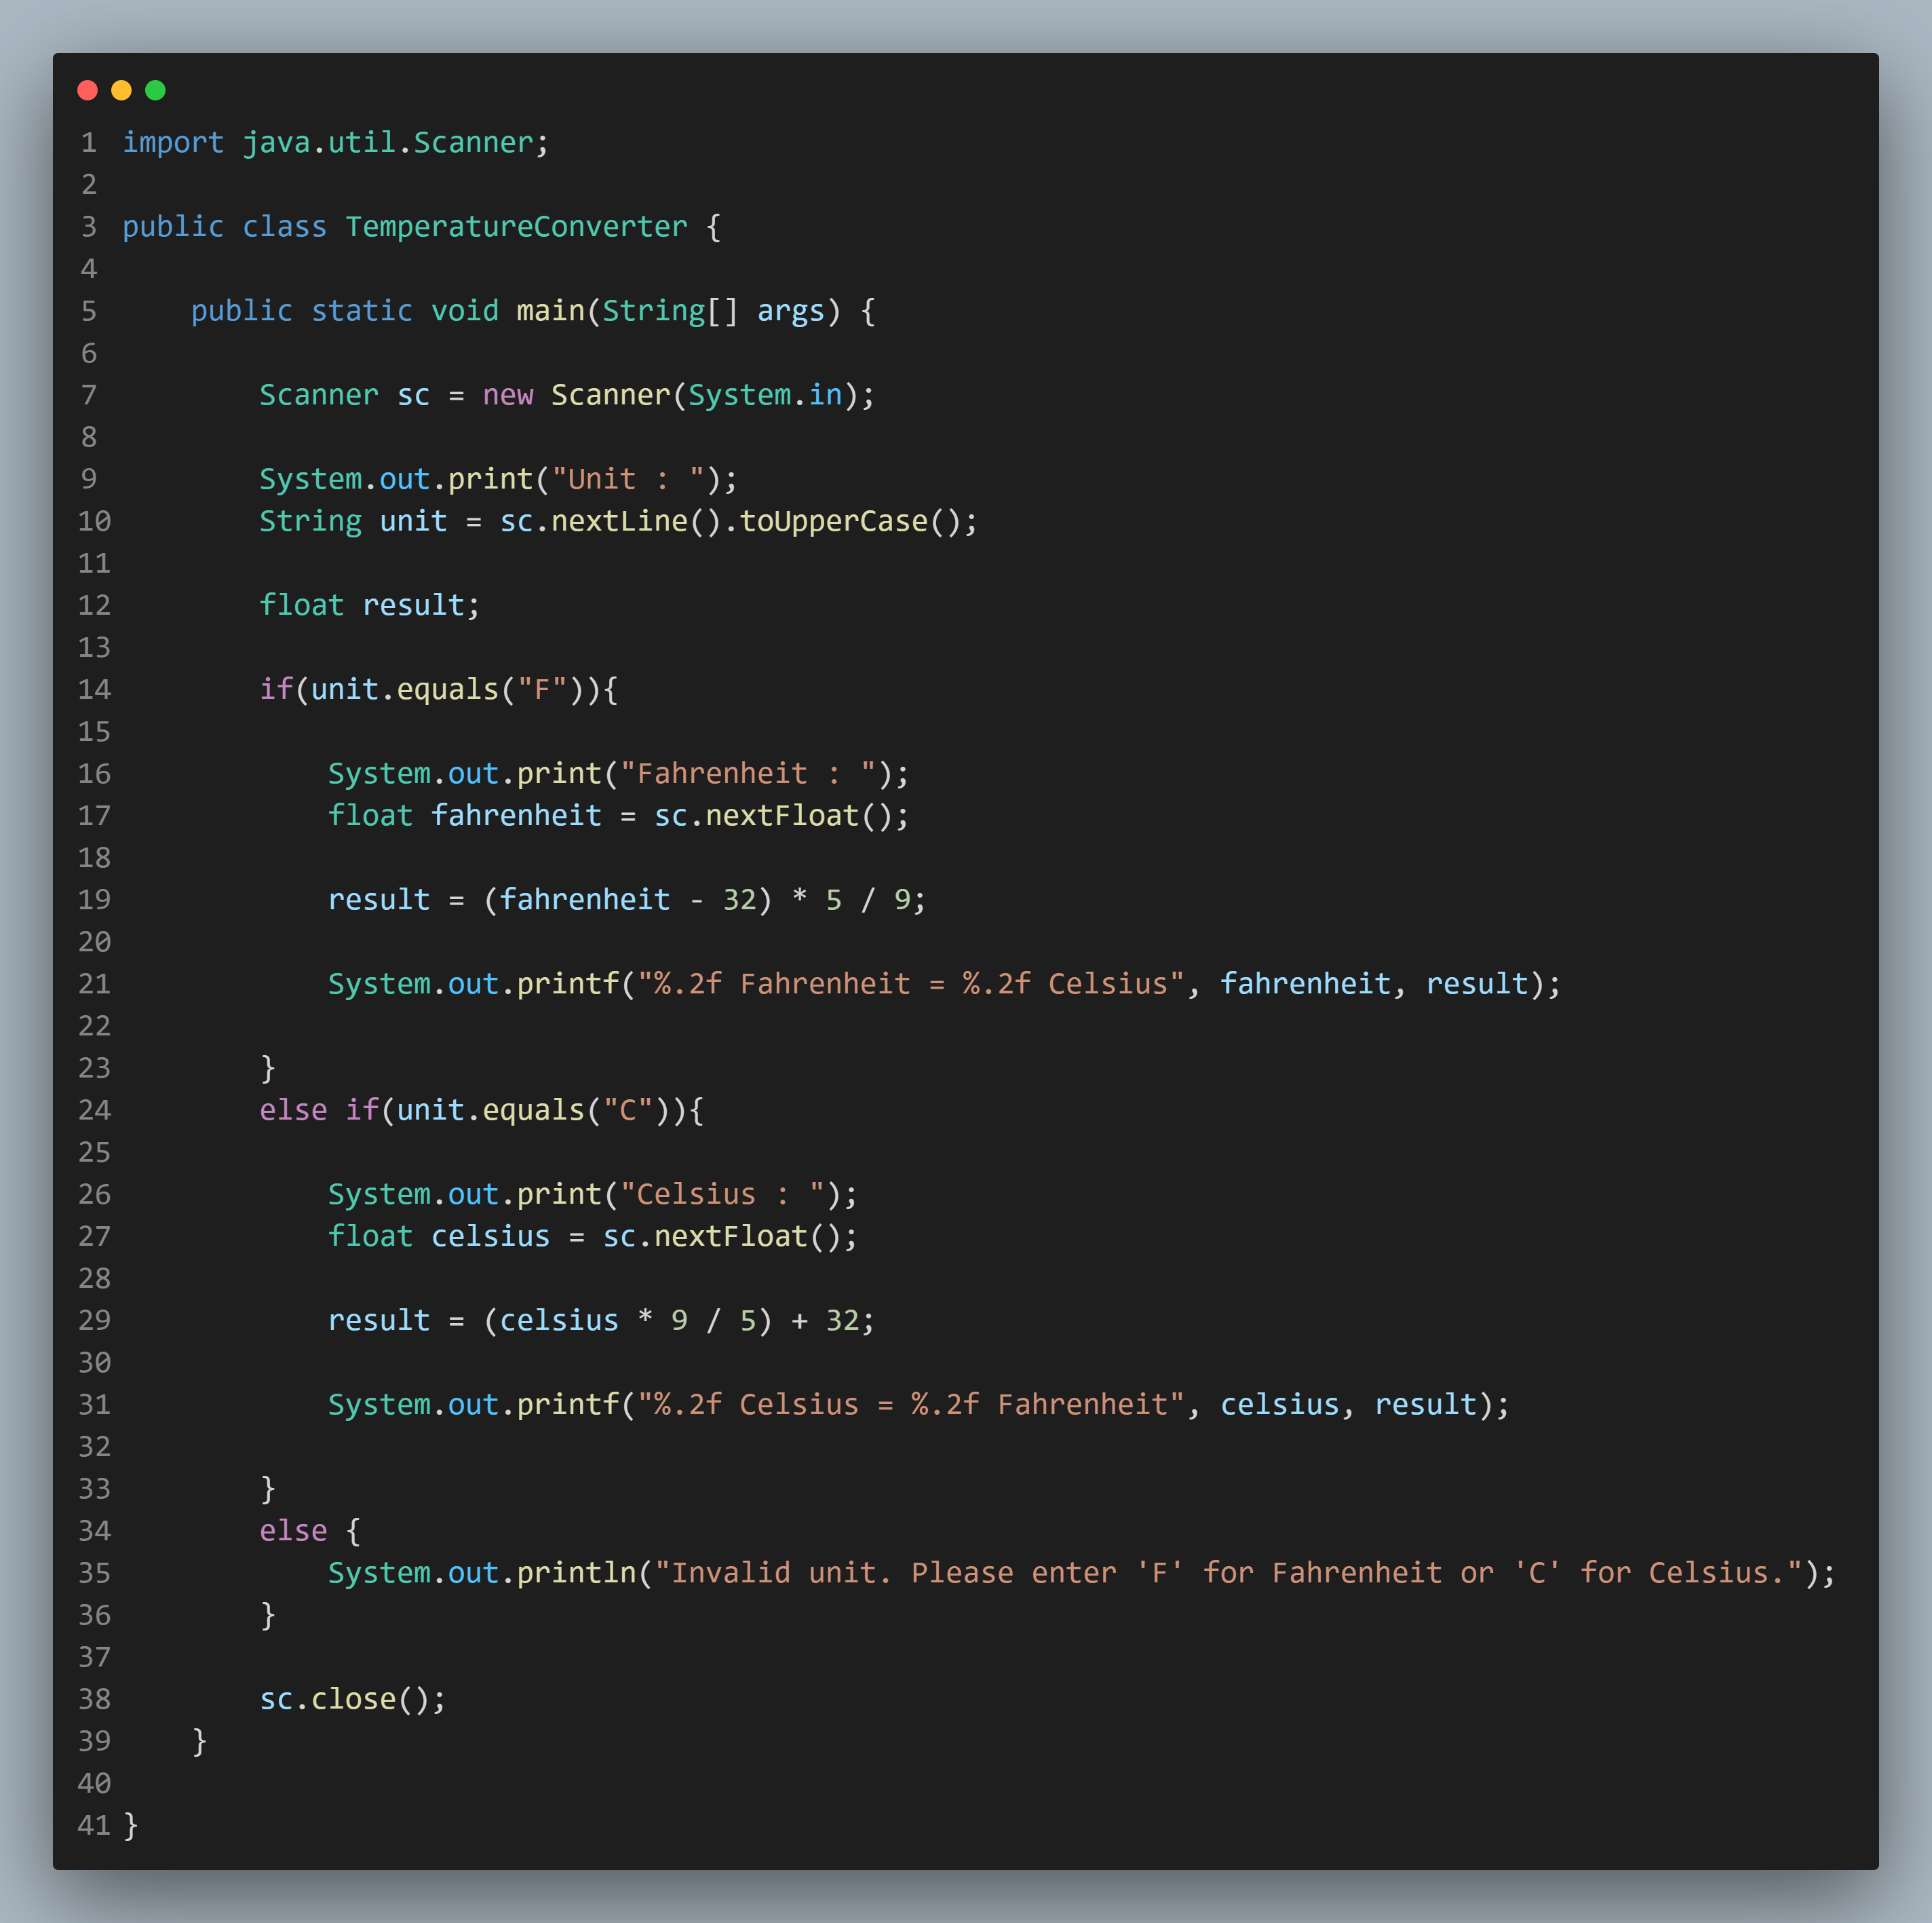 1 import java.util.Scanner;
2
3 public class TemperatureConverter {
4
5     public static void main(String[] args) {
6
7         Scanner sc = new Scanner(System.in);
8
9         System.out.print("Unit : ");
10         String unit = sc.nextLine().toUpperCase();
11
12         float result;
13
14         if(unit.equals("F")){
15
16             System.out.print("Fahrenheit : ");
17             float fahrenheit = sc.nextFloat();
18
19             result = (fahrenheit - 32) * 5 / 9;
20
21             System.out.printf("%.2f Fahrenheit = %.2f Celsius", fahrenheit, result);
22
23         }
24         else if(unit.equals("C")){
25
26             System.out.print("Celsius : ");
27             float celsius = sc.nextFloat();
28
29             result = (celsius * 9 / 5) + 32;
30
31             System.out.printf("%.2f Celsius = %.2f Fahrenheit", celsius, result);
32
33         }
34         else {
35             System.out.println("Invalid unit. Please enter 'F' for Fahrenheit or 'C' for Celsius.");
36         }
37
38         sc.close();
39     }
40
41 }